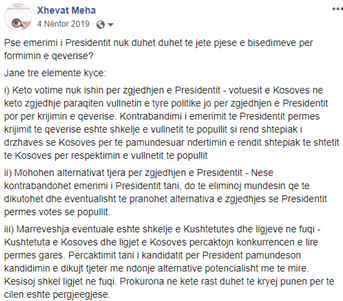 Xhevat Meha
4 Nëntor 2019 ·
Pse emerimi i Presidentit nuk duhet duhet te jete pjese e bisedimeve per
formimin e qeverise?
Jane tre elemente kyce:
i) Keto votime nuk ishin per zgjedhjen e Presidentit - votuesit e Kosoves ne
keto zgjedhje paraqiten vullnetin e tyre politike jo per zgjedhjen e Presidentit
por per krijimin e qeverise. Kontrabandimi i emerimit te Presidentit permes
krijimit te qeverise eshte shkelje e vullnetit te popullit si rend shtepiak i
drzhaves se Kosoves per te pamundesuar ndertimin e rendit shtepiak te shtetit
te Kosoves per respektimin e vullnetit te popullit
ii) Mohohen alternativat tjera per zgjedhjen e Presidentit - Nese
kontrabandohet emerimi i Presidentit tani, do te eliminoj mundesin qe te
dikutohet dhe eventualisht te pranohet alternativa e zgjedhjes se Presidentit
permes votes se popullit.
iii) Marreveshja eventuale eshte shkelje e Kushtetutes dhe ligjeve ne fuqi -
Kushtetuta e Kosoves dhe ligjet e Kosoves percaktojn konkurrencen e lire
permes gares. Percaktimit tani i kandidatit per President pamundeson
kandidimin e dikujt tjeter me ndonje alternative potencialisht me te mire.
Kesisoj shkel ligjet ne fuqi. Prokuroria ne kete rast duhet te kryej punen per te
cilen eshte pergjegjese.